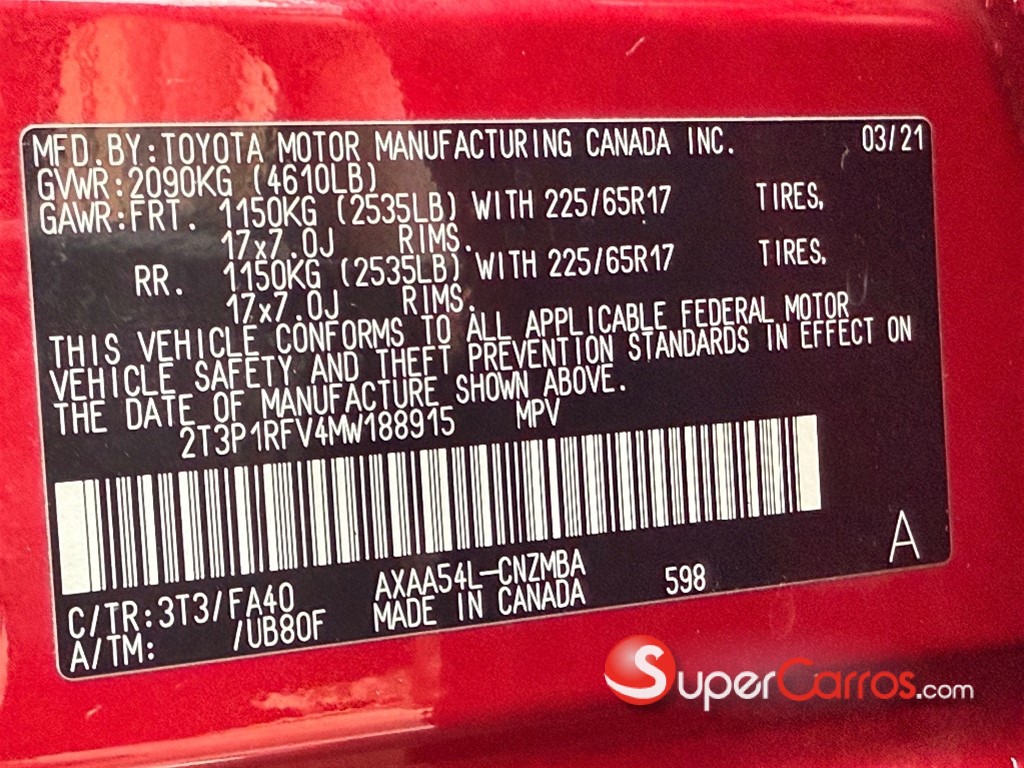 MFD.BY:TOYOTA MOTOR MANUFACTURING CANADA INC. 03/21
GVWR:2090KG (4610LB)
GAWR:FRT. 1150KG (2535LB) WITH 225/65R17 TIRES,
17x7.0J RIMS.
RR. 1150KG (2535LB) WITH 225/65R17 TIRES,
17x7.0J RIMS.
THIS VEHICLE CONFORMS TO ALL APPLICABLE FEDERAL MOTOR
VEHICLE SAFETY AND THEFT PREVENTION STANDARDS IN EFFECT ON
THE DATE OF MANUFACTURE SHOWN ABOVE.
2T3P1RFV4MW188915 MPV
A
C/TR:3T3/FA40 AXAA54L-CNZMBA 598
A/TM: /UB80F MADE IN CANADA
SuperCarros.com